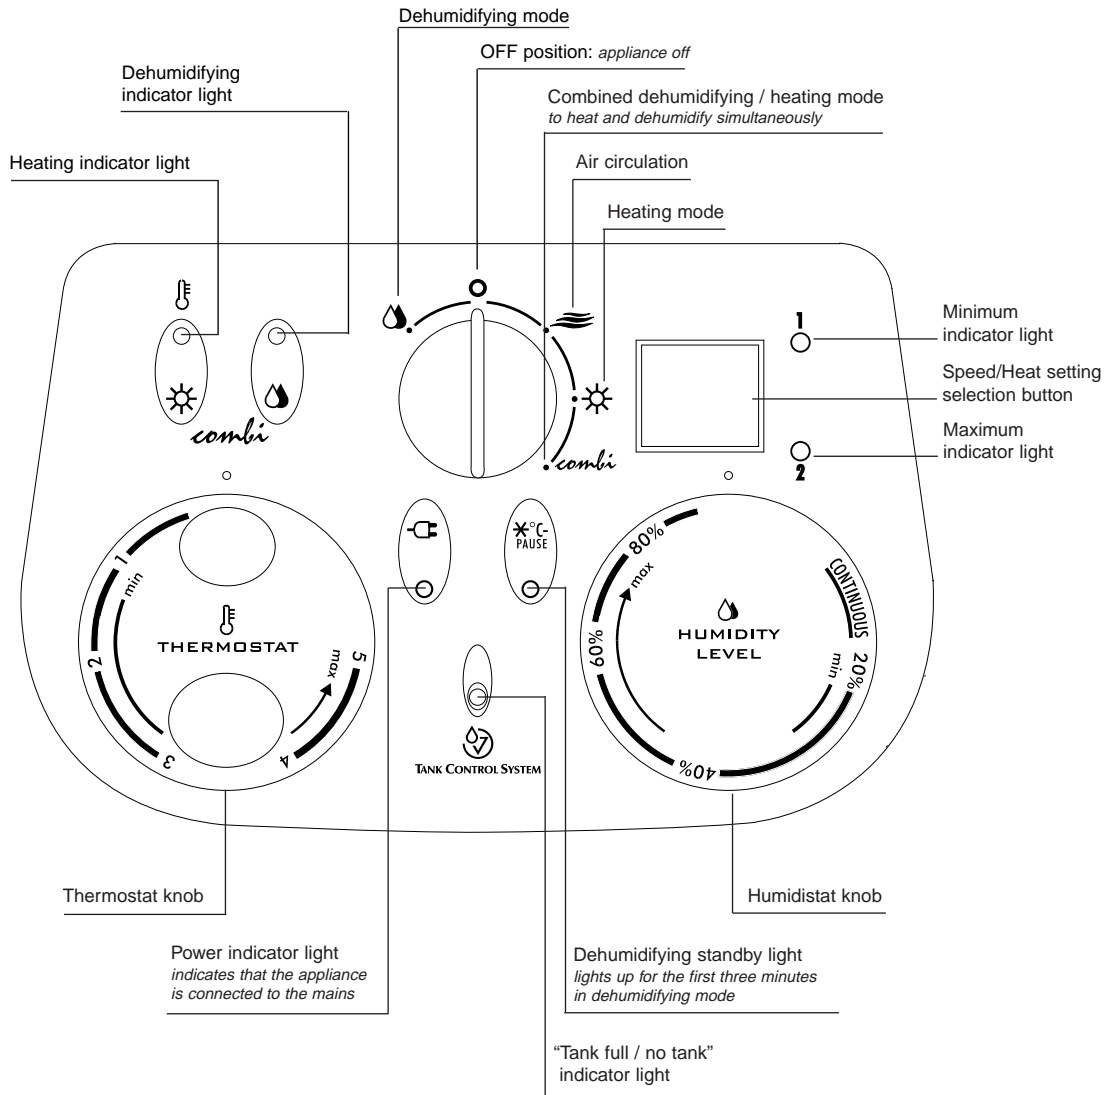 Dehumidifying mode
OFF position: appliance off
Dehumidifying
indicator light
Combined dehumidifying / heating mode
to heat and dehumidify simultaneously
Heating indicator light
Air circulation
Heating mode
1
Minimum
indicator light
Speed/Heat setting
selection button
Maximum
indicator light
2
combi
combi
°C-
PAUSE
1
min
2
3
4
5
max
THERMOSTAT
80%
max
60%
40%
20%
min
CONTINUOUS
HUMIDITY
LEVEL
TANK CONTROL SYSTEM
Thermostat knob
Humidistat knob
Power indicator light
indicates that the appliance
is connected to the mains
Dehumidifying standby light
lights up for the first three minutes
in dehumidifying mode
“Tank full / no tank”
indicator light